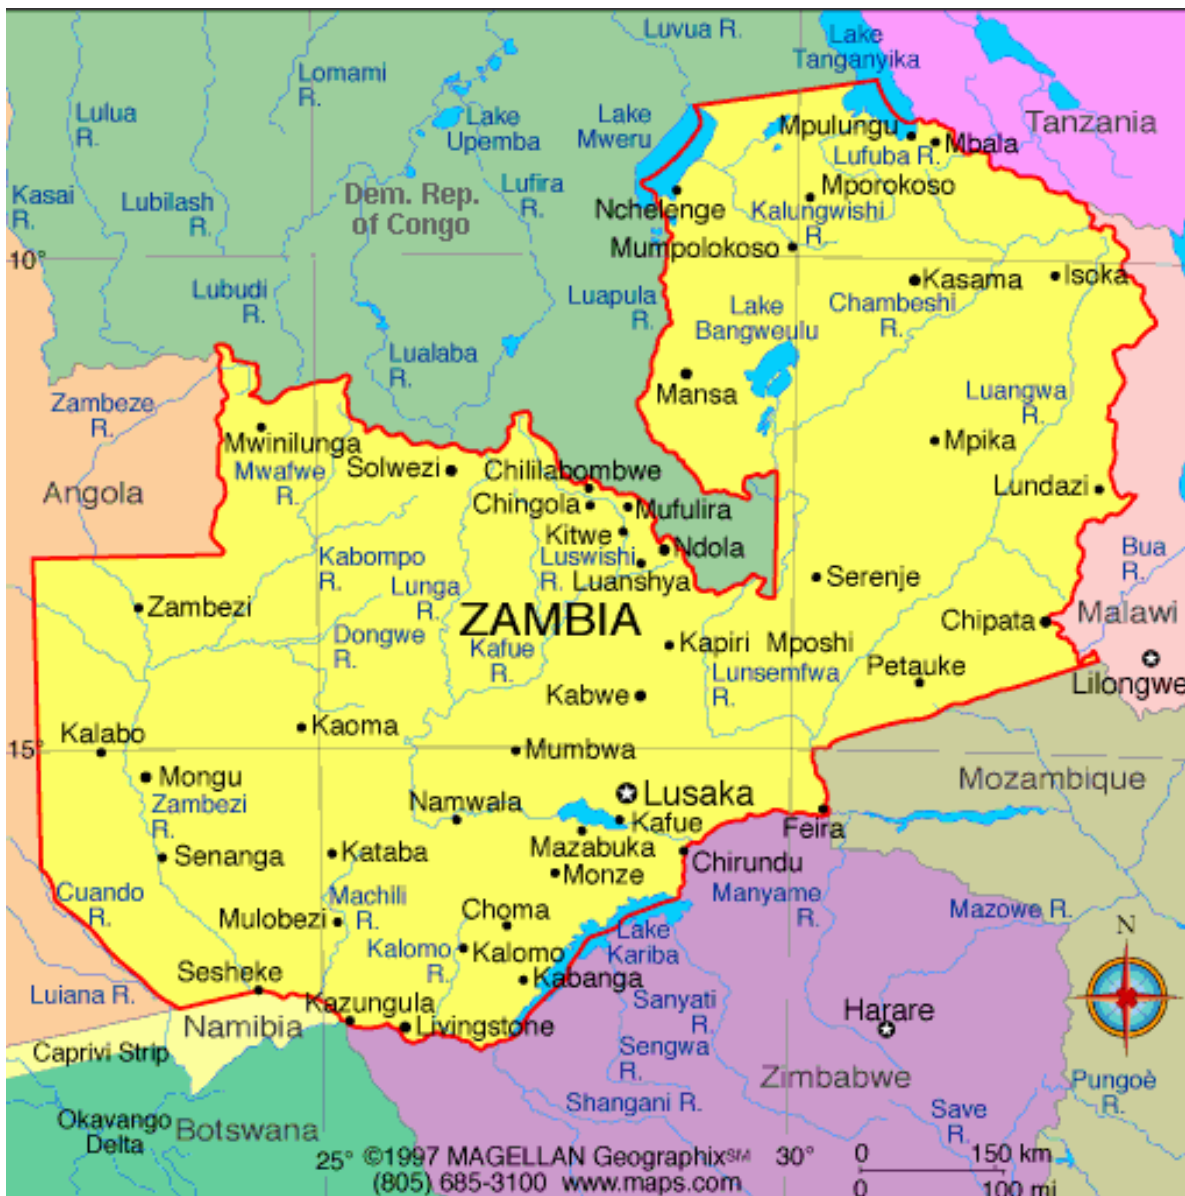 Luvua R.
Lake
Tanganyika
Lomami
R.
Lulua
R.
Lake
Upemba
Lake
Mweru
Mpulungu
Mbala
Tanzania
Lufuba R.
Kasai
R.
Lubilash
R.
Dem. Rep.
of Congo
Lufira
R.
Mporokoso
Nchelenge
Kalungwishi
R.
Mumpolokoso
10°
Lubudi
R.
Luapula
R.
Kasama
Isoka
Lake
Bangweulu
Chambeshi
R.
Lualaba
R.
Mansa
Luangwa
R.
Zambeze
R.
Mwinilunga
Mwafwe
R.
Solwezi
Chililabombwe
Mpika
Angola
Chingola
Mufulira
Lundazi
Kitwe
Ndola
Kabompo
R.
Lunga
R.
Luswishi
R.
Luanshya
Serenje
Bua
R.
Zambezi
ZAMBIA
Chipata
Malawi
Dongwe
R.
Kafue
R.
Kapiri Mposhi
Lunsemfwa
R.
Petauke
Lilongwe
Kabwe
Kalabo
Kaoma
15°
Mumbwa
Mongu
Zambezi
R.
Namwala
Lusaka
Mozambique
Kafue
Feira
Senanga
Kataba
Mazabuka
Chirundu
Monze
Cuando
R.
Machili
R.
Manyame
R.
Mulobezi
Choma
Mazowe R.
N
Kalomo
R.
Kalomo
Lake
Kariba
Sesheke
Kabanga
Luiana R.
Kazungula
Sanyati
R.
Harare
Namibia
Livingstone
Caprivi Strip
Sengwa
R.
Zimbabwe
Pungoè
R.
Shangani R.
Save
R.
Okavango
Delta
Botswana
25°
©1997 MAGELLAN Geographix℠
30°
0 150 km
(805) 685-3100 www.maps.com
0 100 mi